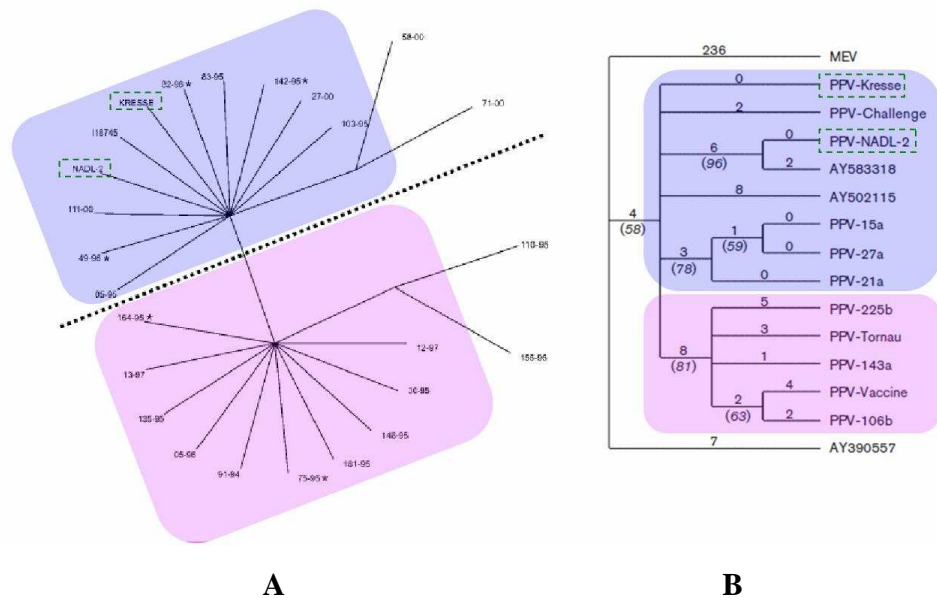 58-00
83-95
82-96*
142-95*
KRESSE
27-00
71-00
I18745
103-95
NADL-2
111-00
49-96*
05-95
110-95
164-95*
12-97
155-96
13-97
30-95
135-95
148-95
05-96
181-95
91-94
75-95*
A
236 MEV
0 PPV-Kresse
2 PPV-Challenge
0 PPV-NADL-2
6
(96)
2 AY583318
8 AY502115
4
(58)
0 PPV-15a
1
(59)
0 PPV-27a
3
(78)
0 PPV-21a
5 PPV-225b
3 PPV-Tornau
8
(81)
1 PPV-143a
4 PPV-Vaccine
2
(63)
2 PPV-106b
7 AY390557
B